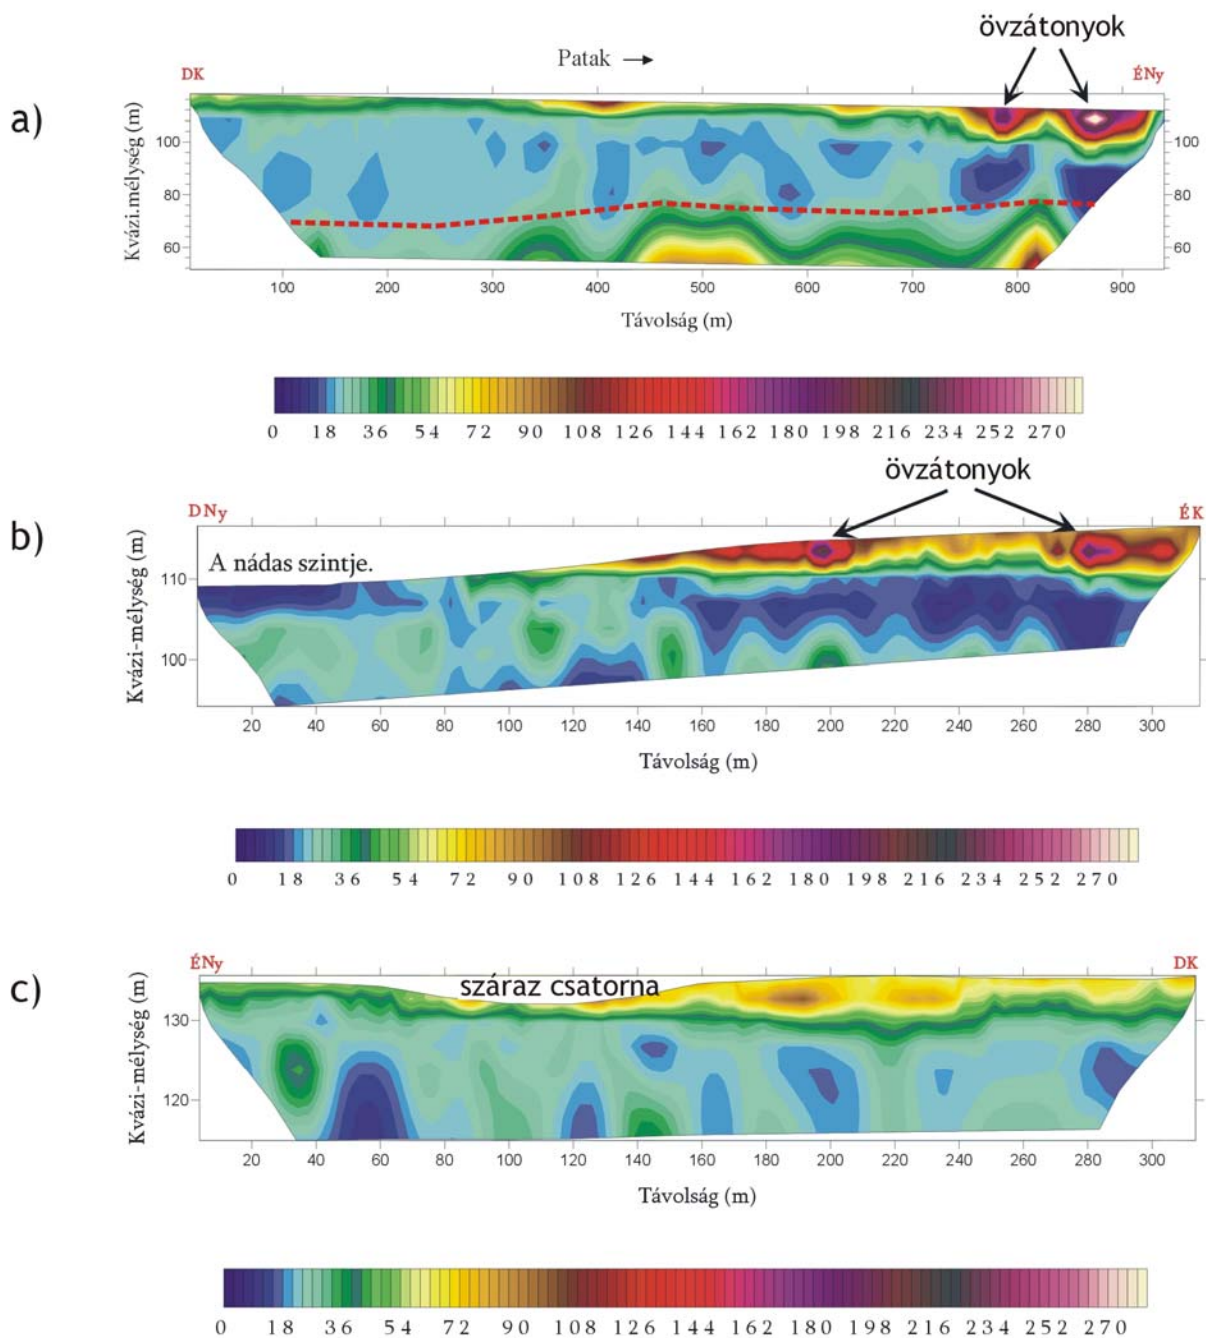 övzátonyok
Patak →
DK
ÉNy
a)
Kvázi.mélység (m)
100
80
60
100
80
60
100 200 300 400 500 600 700 800 900
Távolság (m)
0 18 36 54 72 90 108 126 144 162 180 198 216 234 252 270
övzátonyok
DNy
ÉK
b)
A nádas szintje.
Kvázi-mélység (m)
110
100
20 40 60 80 100 120 140 160 180 200 220 240 260 280 300
Távolság (m)
0 18 36 54 72 90 108 126 144 162 180 198 216 234 252 270
ÉNy
DK
c)
száraz csatorna
Kvázi-mélység (m)
130
120
20 40 60 80 100 120 140 160 180 200 220 240 260 280 300
Távolság (m)
0 18 36 54 72 90 108 126 144 162 180 198 216 234 252 270